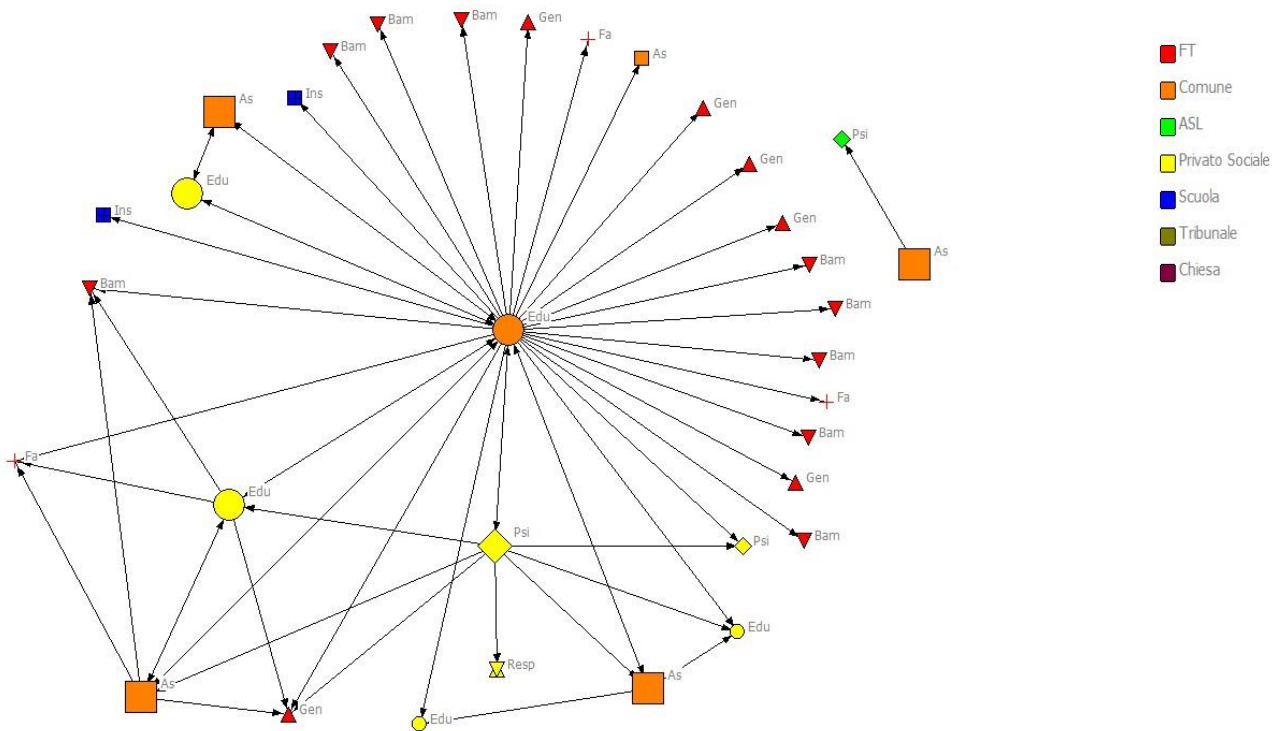 Bam
Bam
Gen
Fa
Bam
As
Ins
As
Gen
Psi
Gen
Edu
Ins
Gen
As
Bam
Bam
Bam
Edu
Bam
Fa
Bam
Fa
Gen
Edu
Psi
Psi
Bam
Edu
Resp
As
As
Gen
Edu
FT
Comune
ASL
Privato Sociale
Scuola
Tribunale
Chiesa